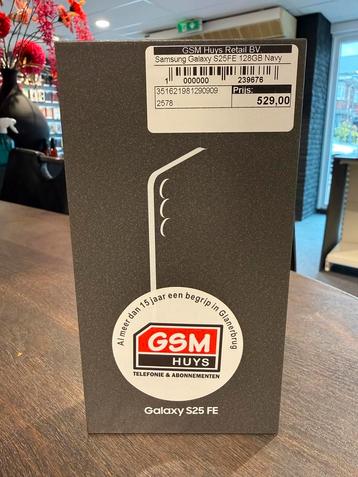 GSM Huys Retail BV.
Samsung Galaxy S25FE 128GB Navy
1 000000 239676
351621981290909 Prijs:
2578 529,00
Al meer dan 15 jaar een begrip in Glanerbrug
GSM
HUYS
TELEFONIE & ABONNEMENTEN
Galaxy S25 FE